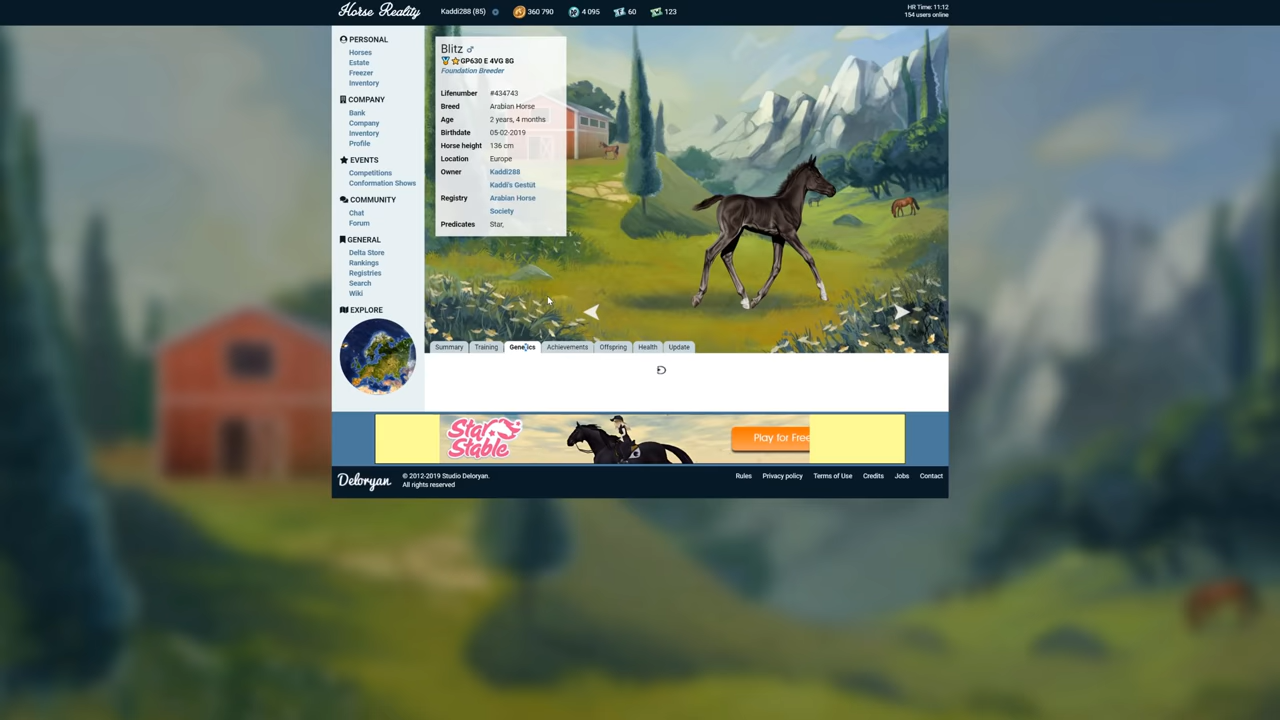 Horse Reality
Kaddi288 (85) 360 790 4 095 60 123
HR Time: 11:12
154 users online
PERSONAL
Horses
Estate
Freezer
Inventory
COMPANY
Bank
Company
Inventory
Profile
EVENTS
Competitions
Conformation Shows
COMMUNITY
Chat
Forum
GENERAL
Delta Store
Rankings
Registries
Search
Wiki
EXPLORE
Blitz ♂
GP630 E 4VG 8G
Foundation Breeder
Lifenumber #434743
Breed Arabian Horse
Age 2 years, 4 months
Birthdate 05-02-2019
Horse height 136 cm
Location Europe
Owner Kaddi288
Kaddi's Gestüt
Registry Arabian Horse
Society
Predicates Star,
Summary Training Genetics Achievements Offspring Health Update
Star Stable
Play for Free
Deloryan
© 2012-2019 Studio Deloryan.
All rights reserved
Rules Privacy policy Terms of Use Credits Jobs Contact